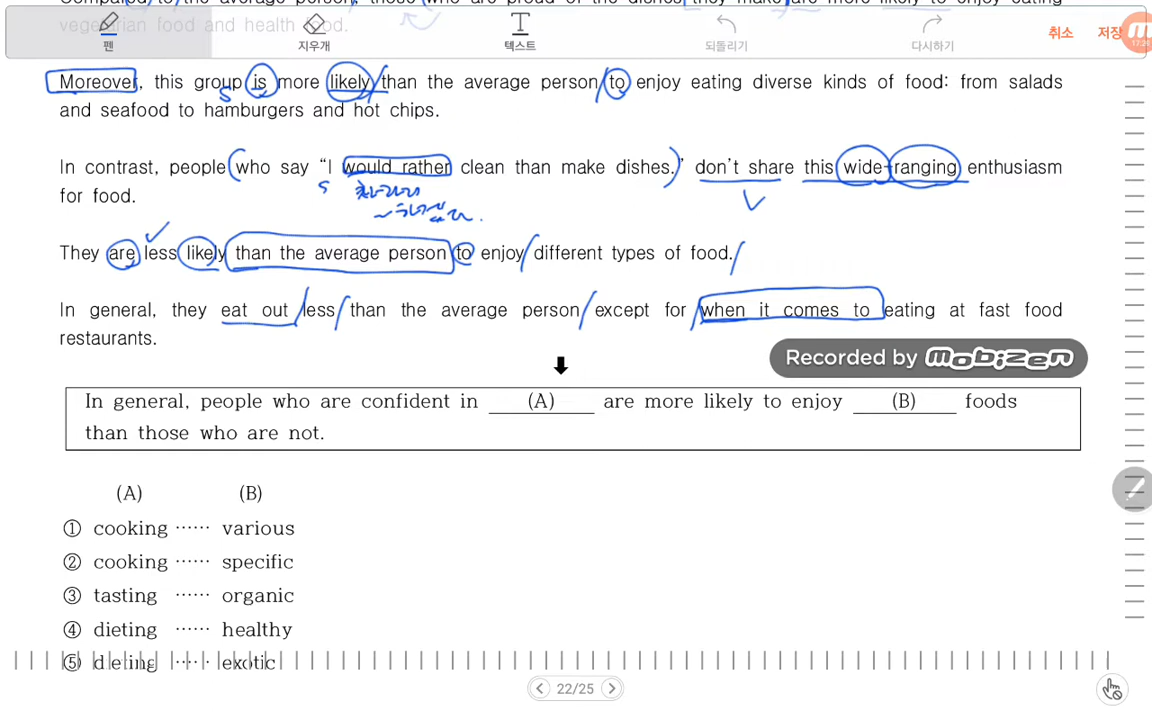 vegetarian food and health food.
펜
지우개
텍스트
되돌리기
다시하기
취소
저장
Moreover, this group is more likely than the average person to enjoy eating diverse kinds of food: from salads
and seafood to hamburgers and hot chips.
In contrast, people who say “I would rather clean than make dishes.” don’t share this wide-ranging enthusiasm
for food.
They are less likely than the average person to enjoy different types of food.
In general, they eat out less than the average person except for when it comes to eating at fast food
restaurants.
Recorded by mobizen
In general, people who are confident in (A) are more likely to enjoy (B) foods
than those who are not.
(A) (B)
① cooking ······ various
② cooking ······ specific
③ tasting ······ organic
④ dieting ······ healthy
⑤ dieting ······ exotic
22/25